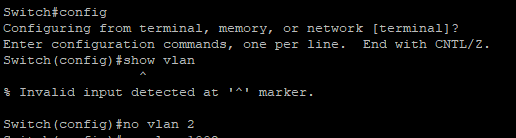 Switch#config
Configuring from terminal, memory, or network [terminal]?
Enter configuration commands, one per line.  End with CNTL/Z.
Switch(config)#show vlan
                 ^
% Invalid input detected at '^' marker.
Switch(config)#no vlan 2